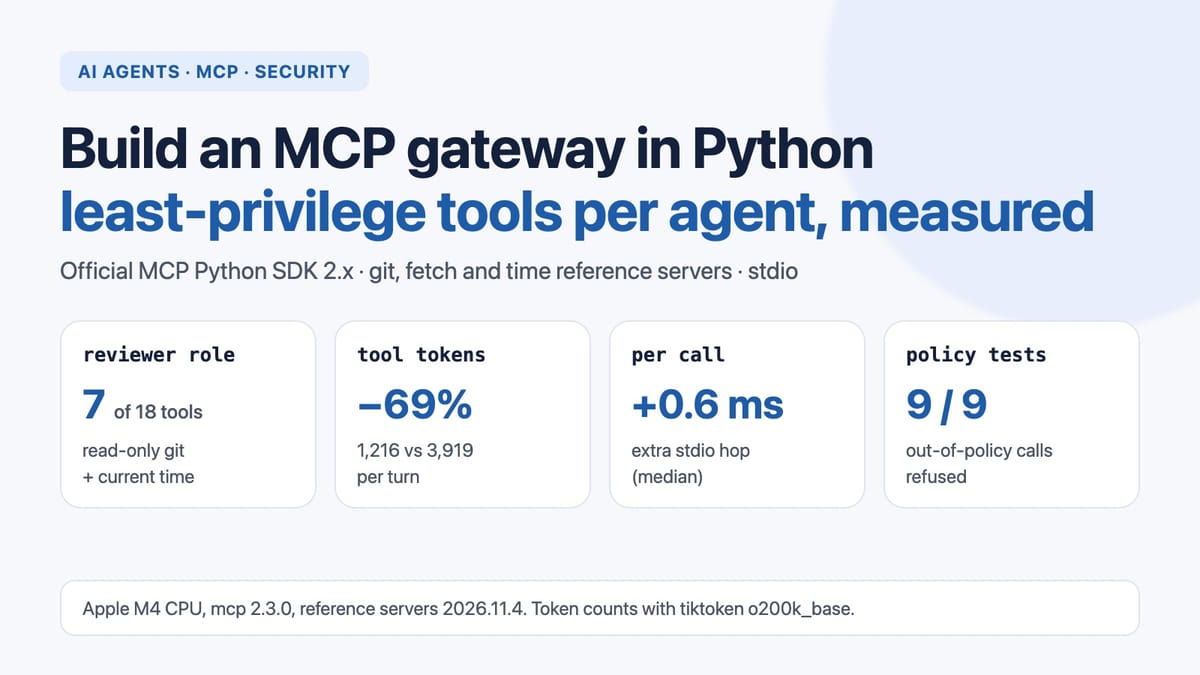 AI AGENTS · MCP · SECURITY
Build an MCP gateway in Python
least-privilege tools per agent, measured
Official MCP Python SDK 2.x · git, fetch and time reference servers · stdio
reviewer role
7 of 18 tools
read-only git
+ current time
tool tokens
−69%
1,216 vs 3,919
per turn
per call
+0.6 ms
extra stdio hop
(median)
policy tests
9 / 9
out-of-policy calls
refused
Apple M4 CPU, mcp 2.3.0, reference servers 2026.11.4. Token counts with tiktoken o200k_base.